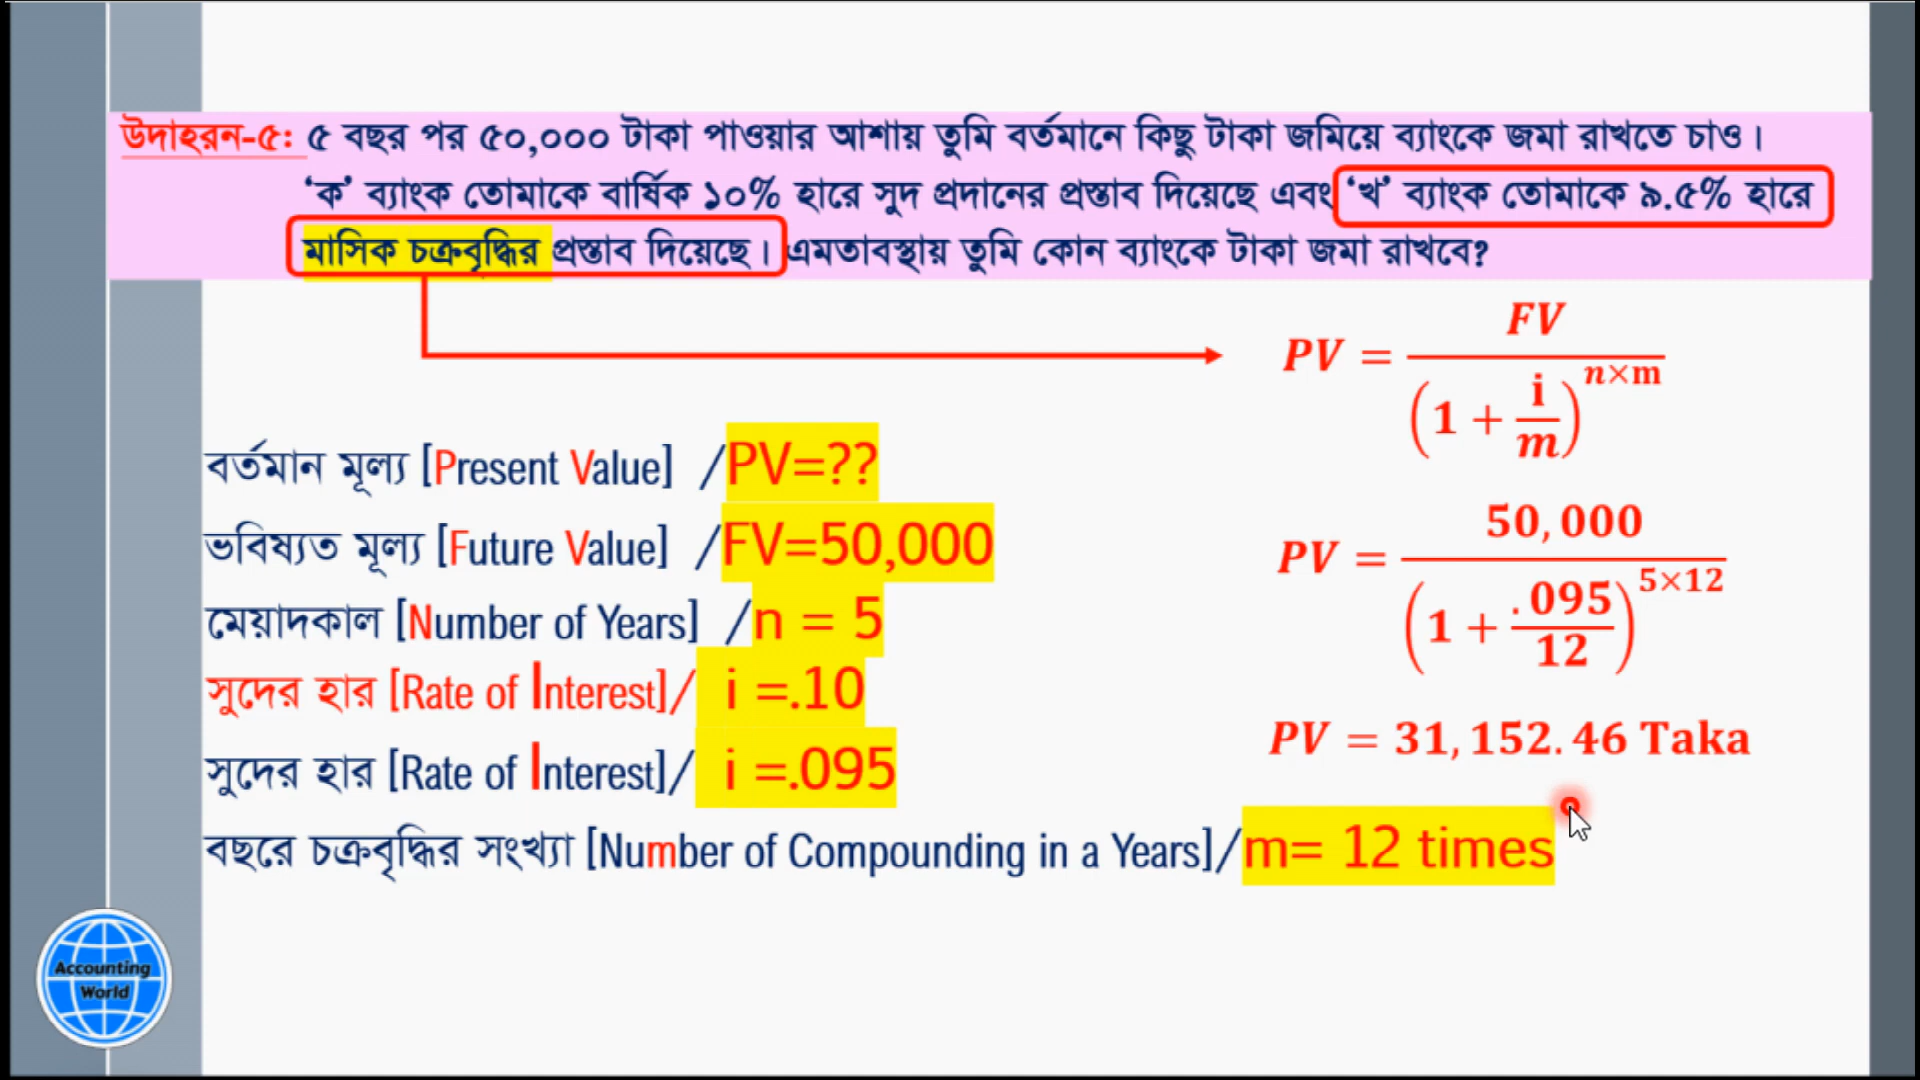 উদাহরন-৫: ৫ বছর পর ৫০,০০০ টাকা পাওয়ার আশায় তুমি বর্তমানে কিছু টাকা জমিয়ে ব্যাংকে জমা রাখতে চাও।
‘ক’ ব্যাংক তোমাকে বার্ষিক ১০% হারে সুদ প্রদানের প্রস্তাব দিয়েছে এবং ‘খ’ ব্যাংক তোমাকে ৯.৫% হারে
মাসিক চক্রবৃদ্ধির প্রস্তাব দিয়েছে। এমতাবস্থায় তুমি কোন ব্যাংকে টাকা জমা রাখবে?
PV = FV / (1 + i/m)^(n×m)
বর্তমান মূল্য [Present Value] /PV=??
ভবিষ্যত মূল্য [Future Value] /FV=50,000
PV = 50,000 / (1 + .095/12)^(5×12)
মেয়াদকাল [Number of Years] /n = 5
সুদের হার [Rate of Interest]/ i =.10
সুদের হার [Rate of Interest]/ i =.095
PV = 31,152.46 Taka
বছরে চক্রবৃদ্ধির সংখ্যা [Number of Compounding in a Years]/m= 12 times
Accounting
World